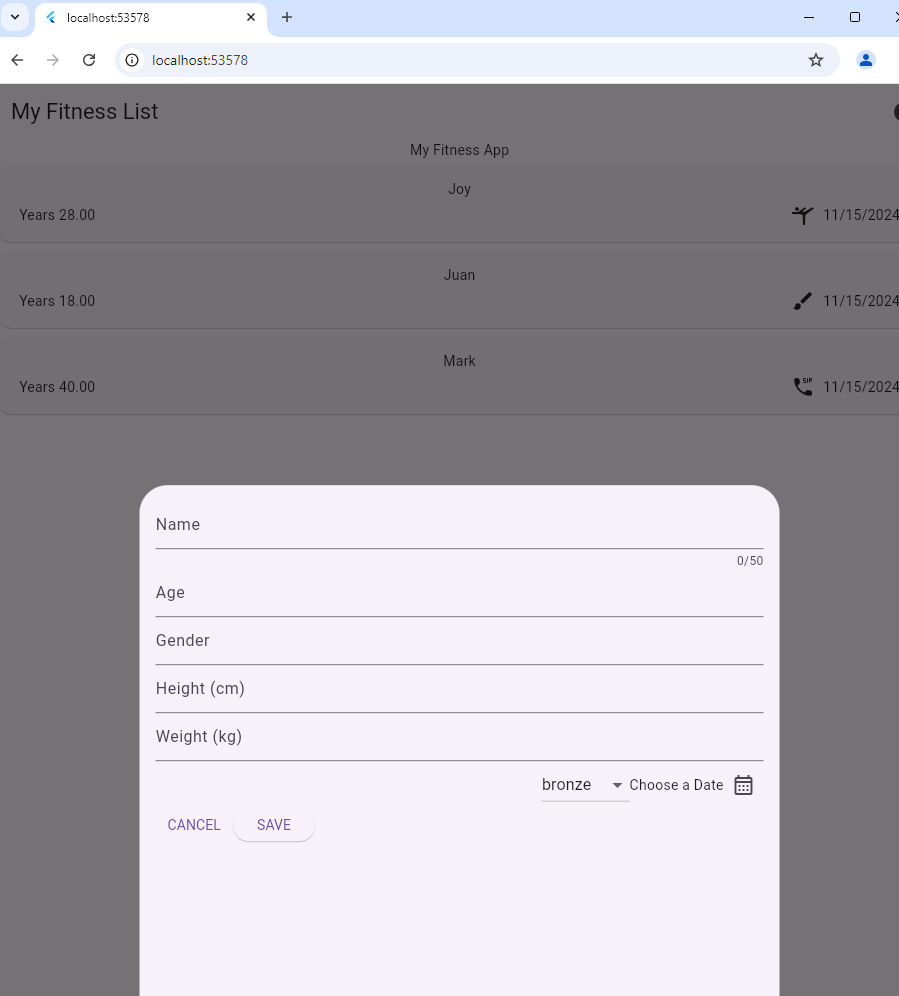 localhost:53578
localhost:53578
My Fitness List
My Fitness App
Joy
Years 28.00 11/15/2024
Juan
Years 18.00 11/15/2024
Mark
Years 40.00 SIP 11/15/2024
Name
0/50
Age
Gender
Height (cm)
Weight (kg)
bronze Choose a Date
CANCEL SAVE